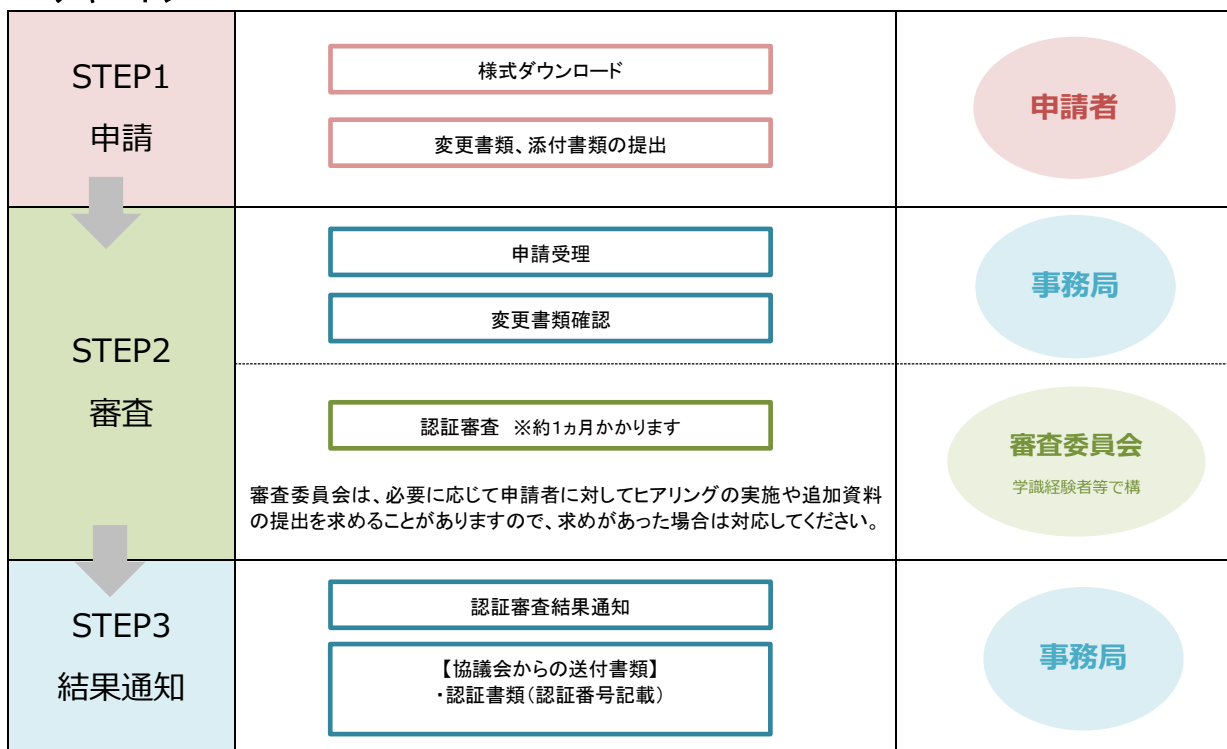 STEP1
申請
様式ダウンロード
変更書類、添付書類の提出
申請者
STEP2
審査
申請受理
変更書類確認
事務局
認証審査 ※約1ヵ月かかります
審査委員会は、必要に応じて申請者に対してヒアリングの実施や追加資料
の提出を求めることがありますので、求めがあった場合は対応してください。
審査委員会
学識経験者等で構
STEP3
結果通知
認証審査結果通知
【協議会からの送付書類】
・認証書類（認証番号記載）
事務局